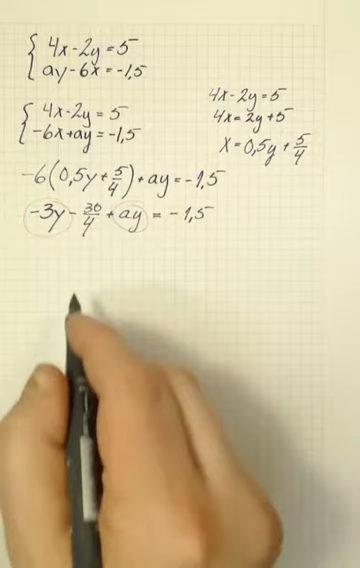 4x-2y=5
ay-6x=-1,5
4x-2y=5
-6x+ay=-1,5
4x-2y=5
4x=2y+5
x=0,5y+5/4
-6(0,5y+5/4)+ay=-1,5
-3y-30/4+ay=-1,5